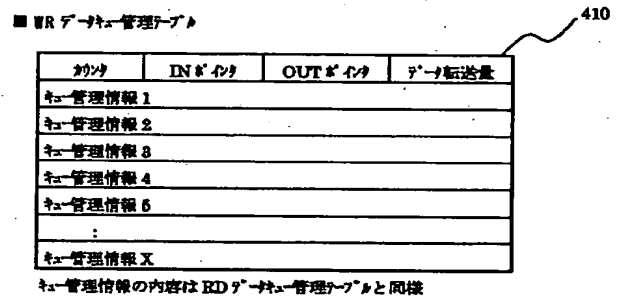 410
■ WR ﾃﾞｰﾀｷｭｰ管理ﾃｰﾌﾞﾙ
ｶｳﾝﾀ INﾎﾟｲﾝﾀ OUTﾎﾟｲﾝﾀ ﾃﾞｰﾀ転送量
ｷｭｰ管理情報 1
ｷｭｰ管理情報 2
ｷｭｰ管理情報 3
ｷｭｰ管理情報 4
ｷｭｰ管理情報 5
:
ｷｭｰ管理情報 X
ｷｭｰ管理情報の内容は RD ﾃﾞｰﾀｷｭｰ管理ﾃｰﾌﾞﾙと同様